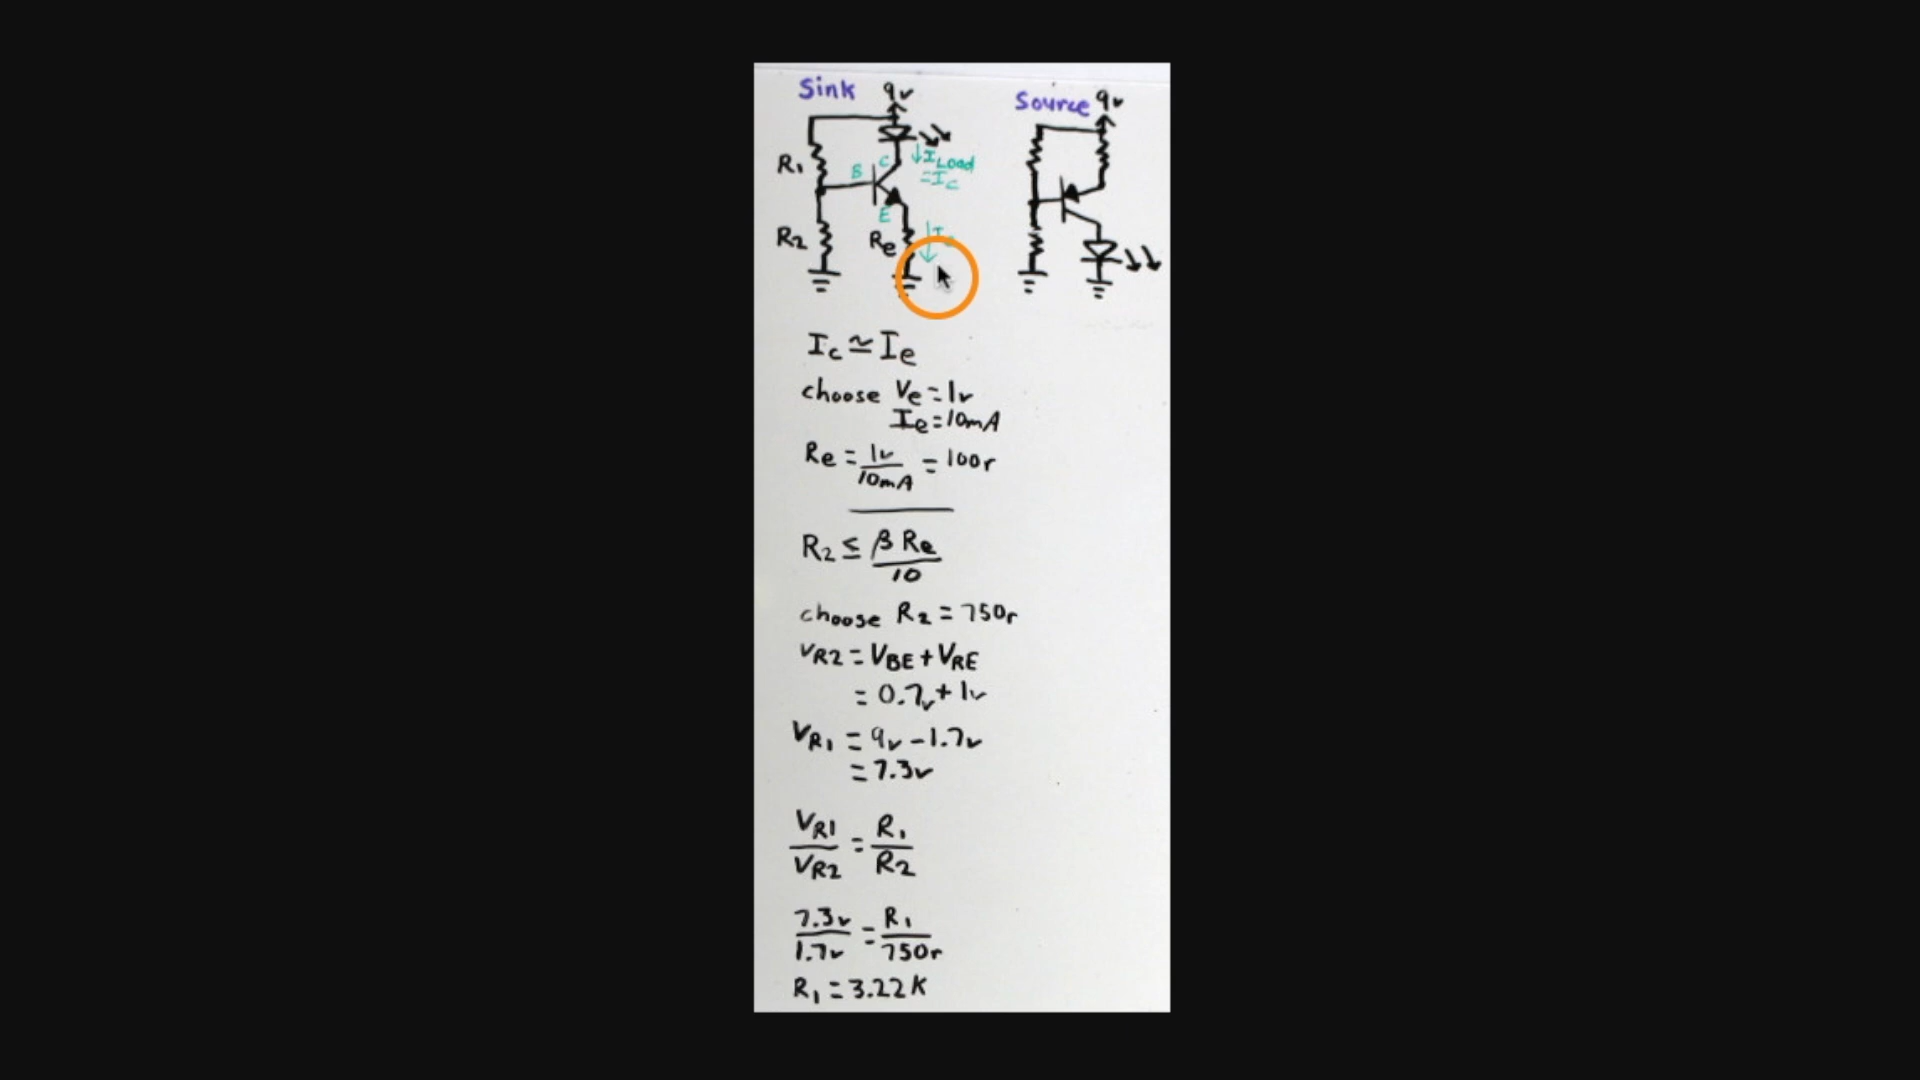 Sink 9v
R1
B
C
↓ILoad
=Ic
E
R2
Re
Source 9v
Ic ≃ Ie
choose Ve = 1v
Ie = 10mA
Re = 1v/10mA = 100r
R2 ≤ β Re/10
choose R2 = 750r
VR2 = VBE + VRE
= 0.7v + 1v
VR1 = 9v - 1.7v
= 7.3v
VR1/VR2 = R1/R2
7.3v/1.7v = R1/750r
R1 = 3.22K